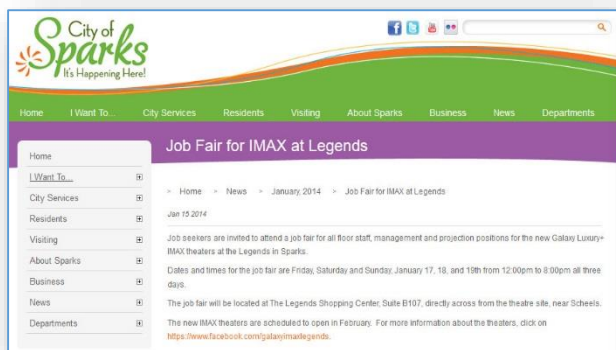 City of
Sparks
It's Happening Here!
Home I Want To... City Services Residents Visiting About Sparks Business News Departments
Job Fair for IMAX at Legends
Home
I Want To...
City Services
Residents
Visiting
About Sparks
Business
News
Departments
> Home > News > January, 2014 > Job Fair for IMAX at Legends
Jan 15 2014
Job seekers are invited to attend a job fair for all floor staff, management and projection positions for the new Galaxy Luxury+
IMAX theaters at the Legends in Sparks.
Dates and times for the job fair are Friday, Saturday and Sunday, January 17, 18, and 19th from 12:00pm to 8:00pm all three
days.
The job fair will be located at The Legends Shopping Center, Suite B107, directly across from the theatre site, near Scheels.
The new IMAX theaters are scheduled to open in February. For more information about the theaters, click on
https://www.facebook.com/galaxyimaxlegends.